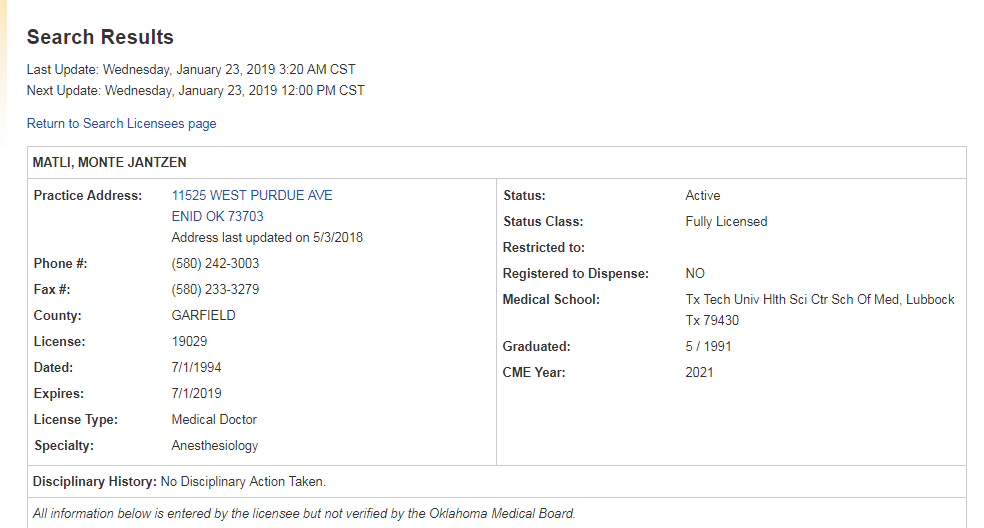 Search Results
Last Update: Wednesday, January 23, 2019 3:20 AM CST
Next Update: Wednesday, January 23, 2019 12:00 PM CST
Return to Search Licensees page
MATLI, MONTE JANTZEN
Practice Address: 11525 WEST PURDUE AVE
ENID OK 73703
Address last updated on 5/3/2018
Phone #: (580) 242-3003
Fax #: (580) 233-3279
County: GARFIELD
License: 19029
Dated: 7/1/1994
Expires: 7/1/2019
License Type: Medical Doctor
Specialty: Anesthesiology
Status: Active
Status Class: Fully Licensed
Restricted to:
Registered to Dispense: NO
Medical School: Tx Tech Univ Hlth Sci Ctr Sch Of Med, Lubbock
Tx 79430
Graduated: 5 / 1991
CME Year: 2021
Disciplinary History: No Disciplinary Action Taken.
All information below is entered by the licensee but not verified by the Oklahoma Medical Board.